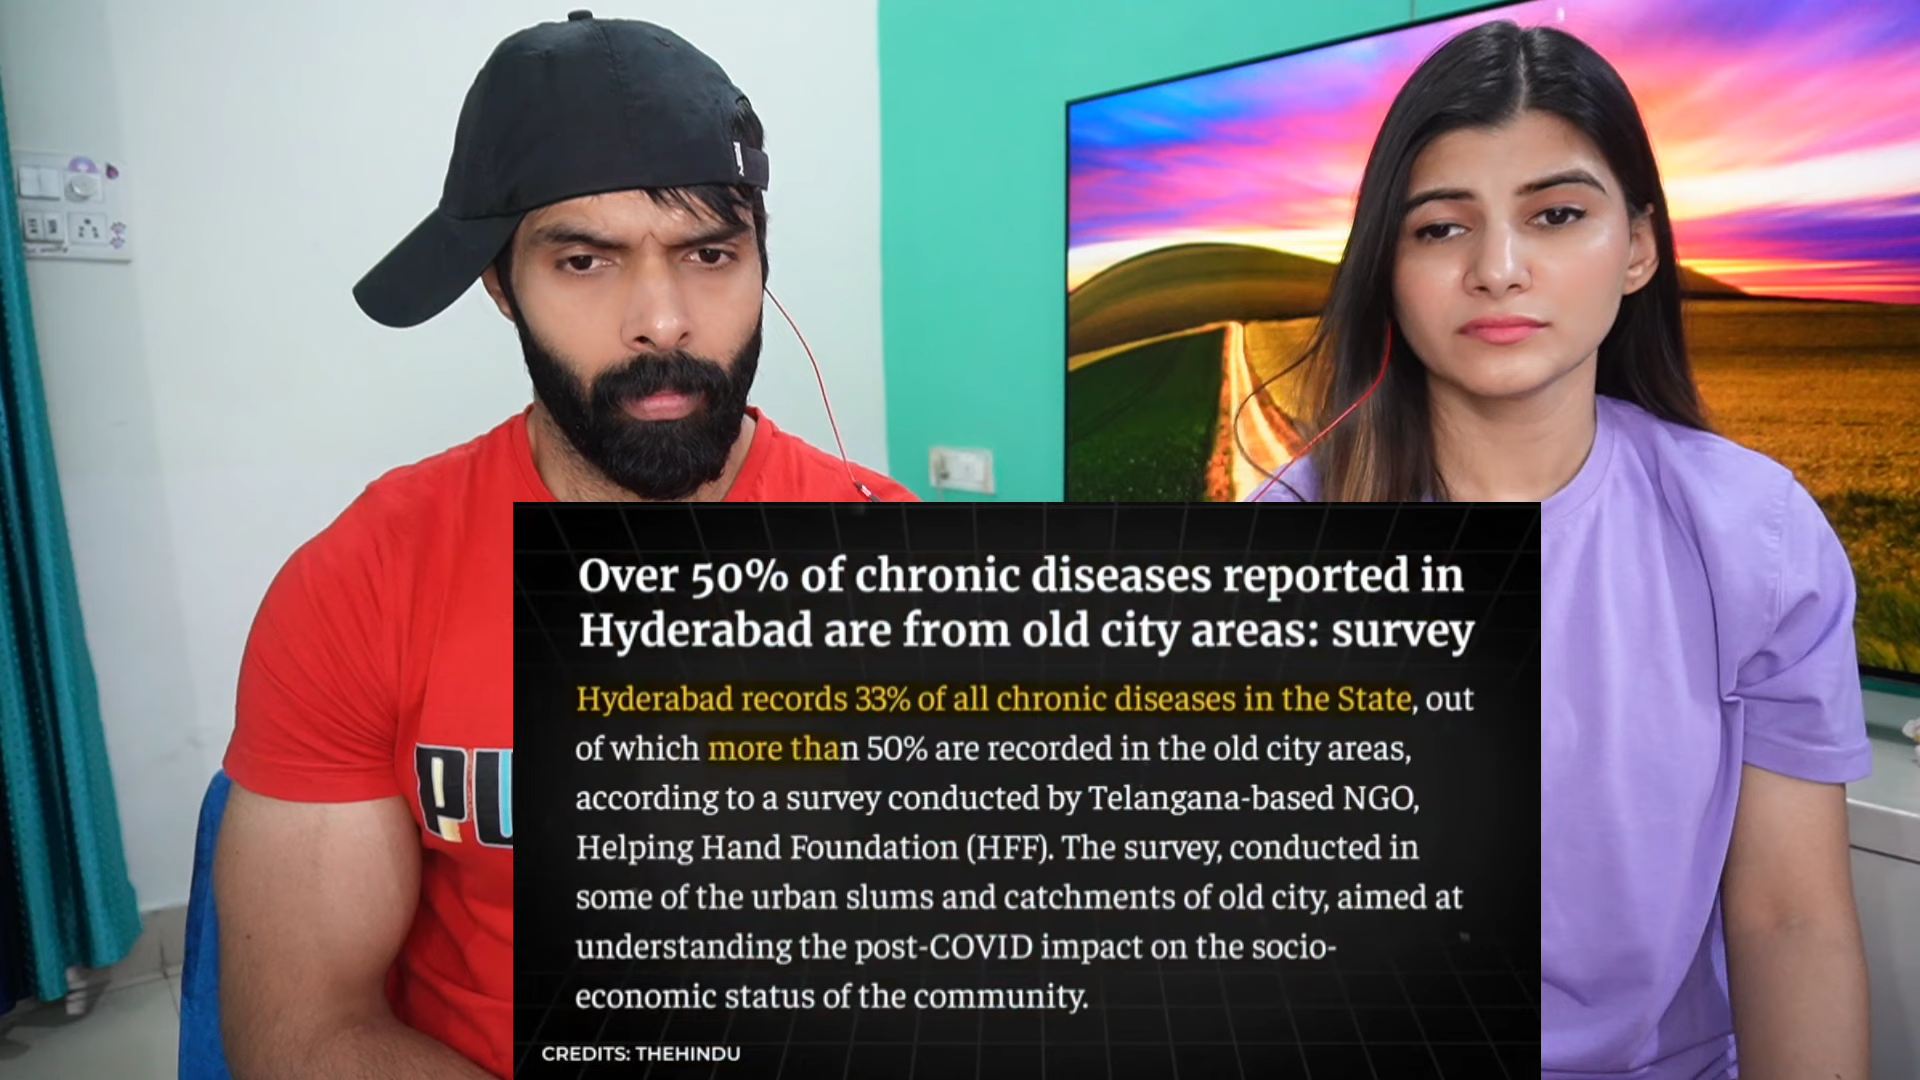 PU
Over 50% of chronic diseases reported in
Hyderabad are from old city areas: survey
Hyderabad records 33% of all chronic diseases in the State, out
of which more than 50% are recorded in the old city areas,
according to a survey conducted by Telangana-based NGO,
Helping Hand Foundation (HFF). The survey, conducted in
some of the urban slums and catchments of old city, aimed at
understanding the post-COVID impact on the socio-
economic status of the community.
CREDITS: THEHINDU